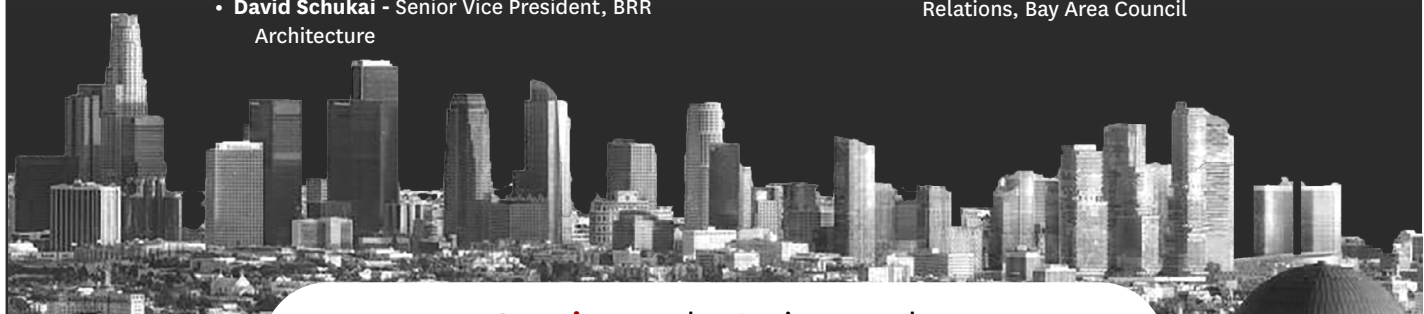 • David Schukai - Senior Vice President, BRR
Architecture
Relations, Bay Area Council